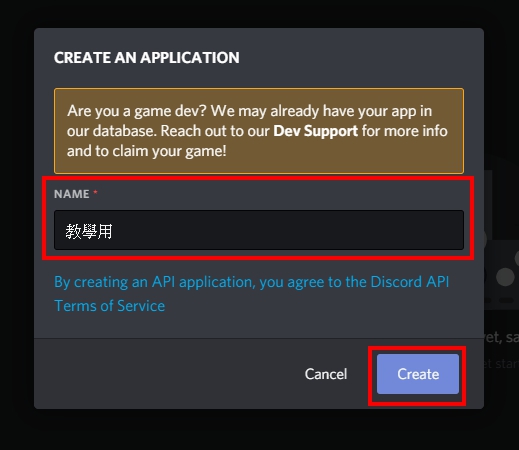 CREATE AN APPLICATION
Are you a game dev? We may already have your app in
our database. Reach out to our Dev Support for more info
and to claim your game!
NAME *
教學用
By creating an API application, you agree to the Discord API
Terms of Service
Cancel
Create